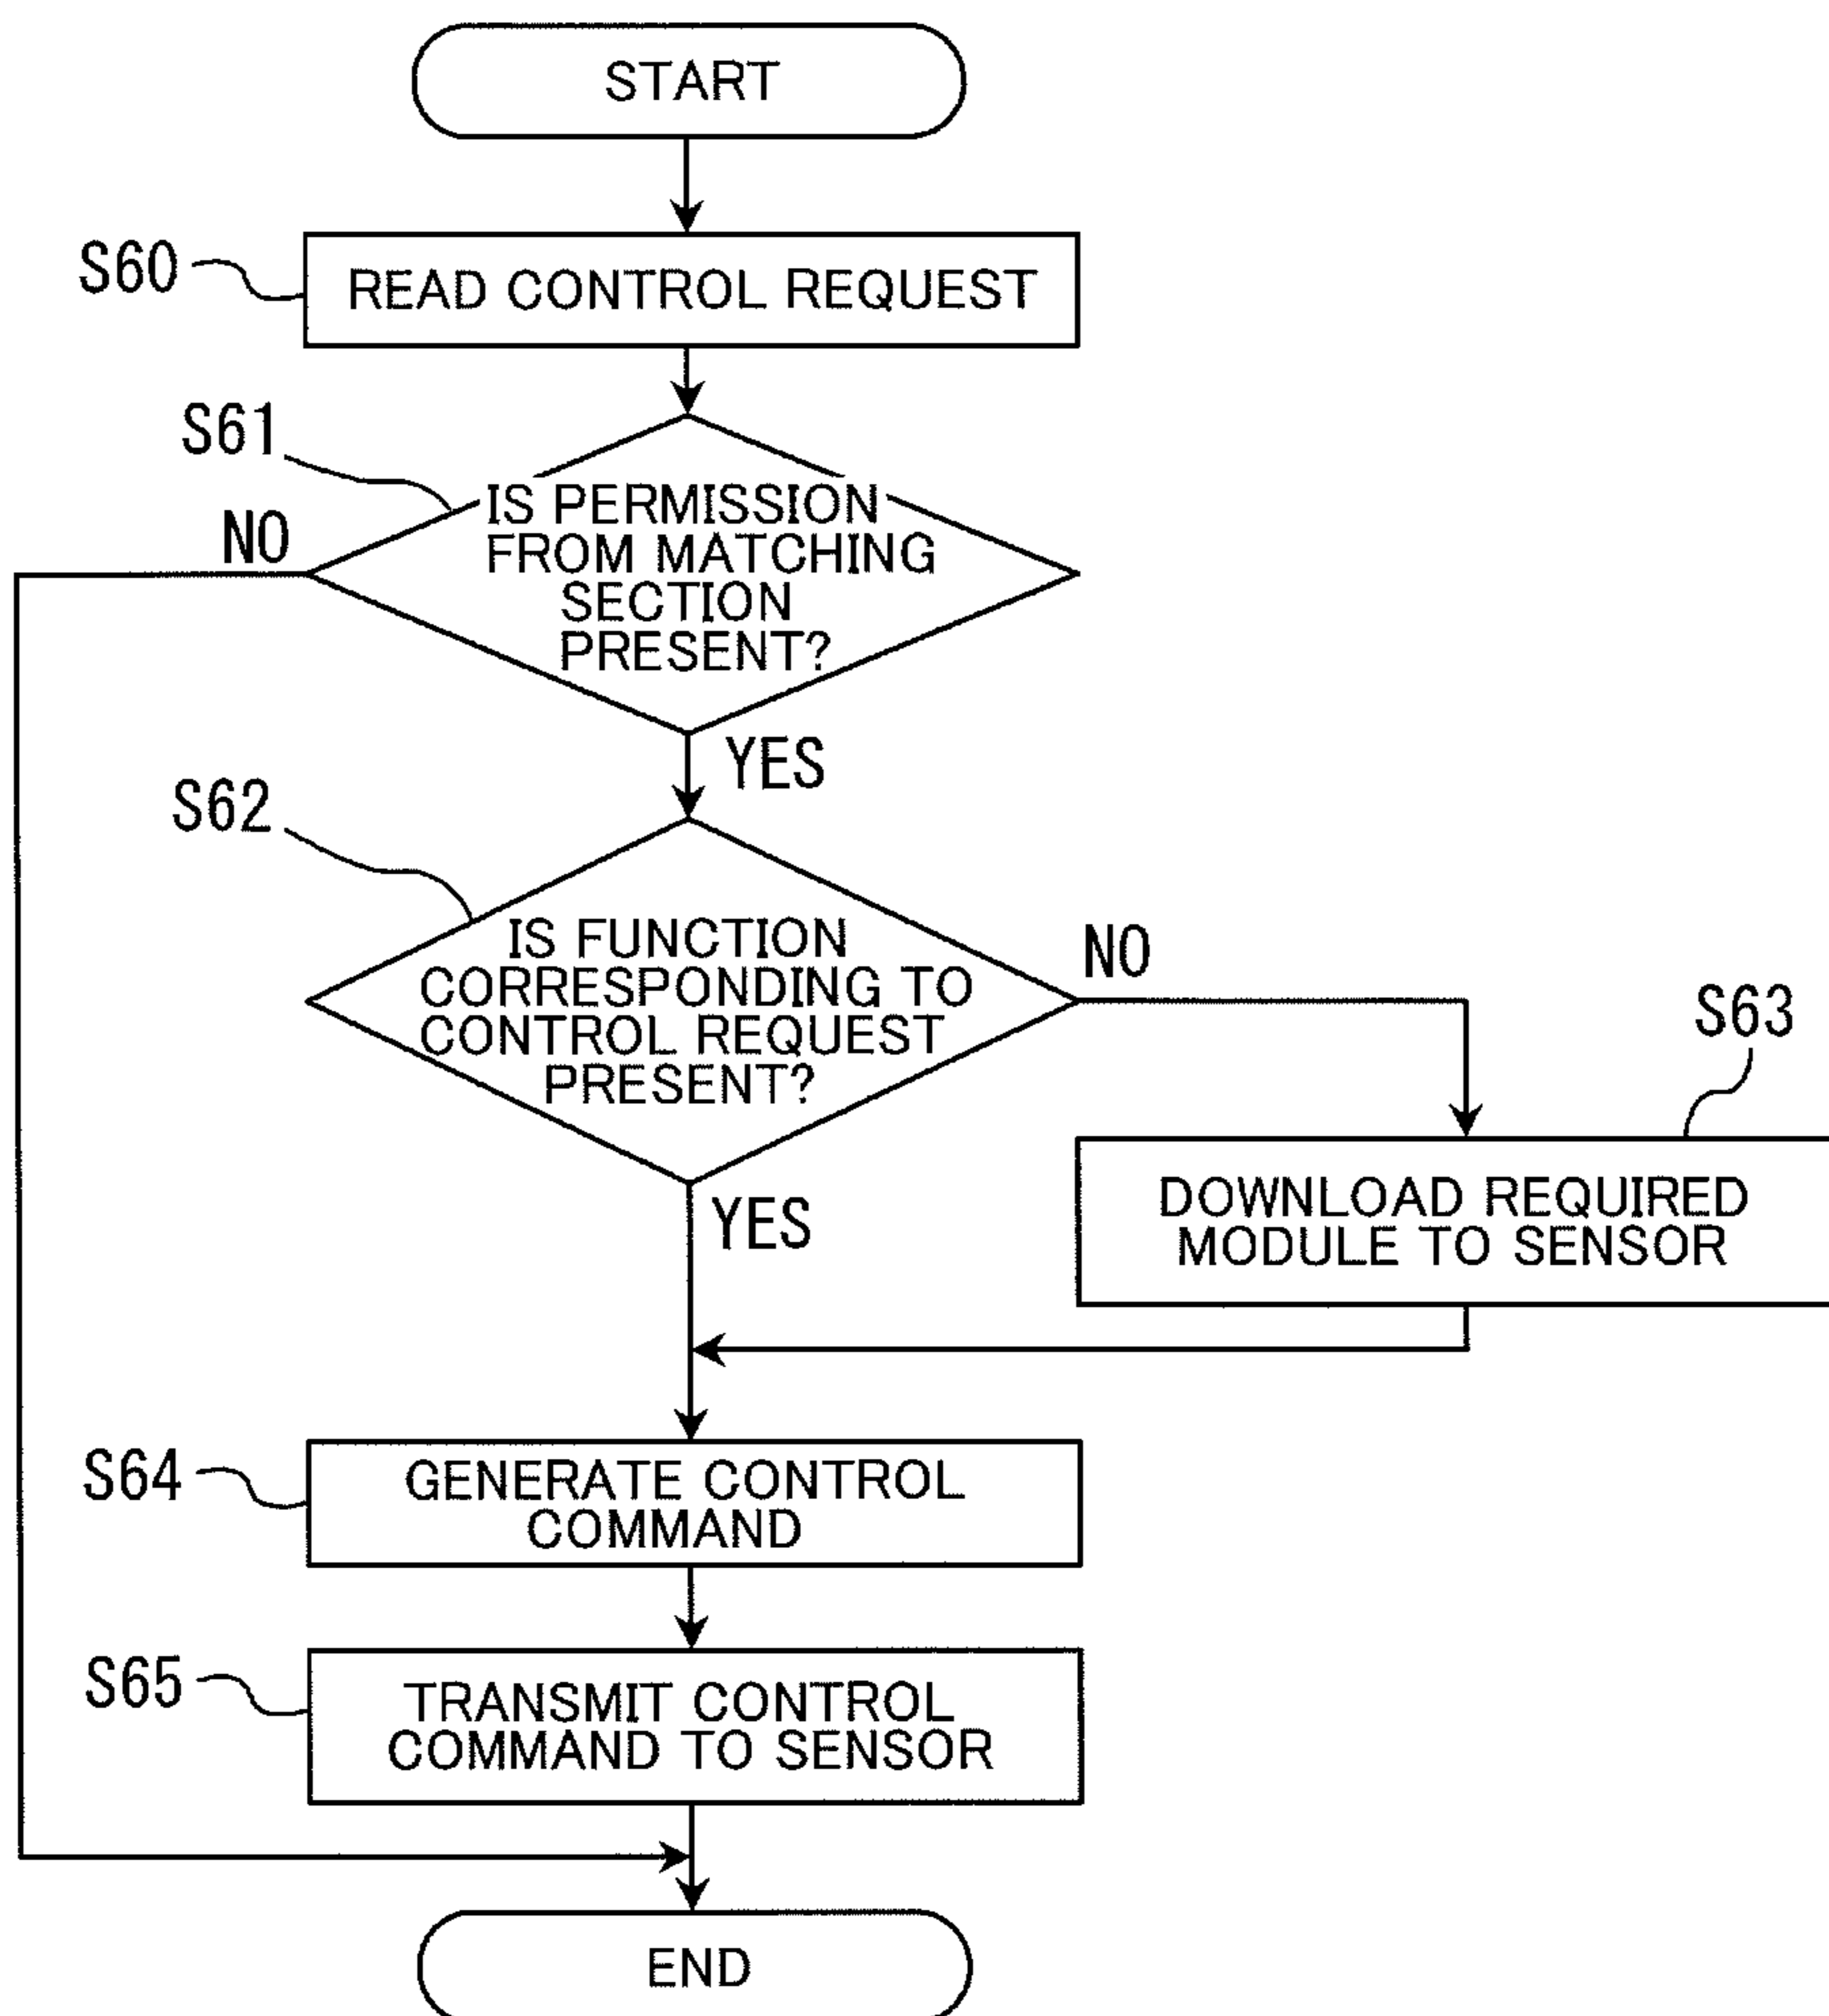 START
S60
READ CONTROL REQUEST
S61
NO
IS PERMISSION
FROM MATCHING
SECTION
PRESENT?
YES
S62
IS FUNCTION
CORRESPONDING TO
CONTROL REQUEST
PRESENT?
NO
S63
YES
DOWNLOAD REQUIRED
MODULE TO SENSOR
S64
GENERATE CONTROL
COMMAND
S65
TRANSMIT CONTROL
COMMAND TO SENSOR
END